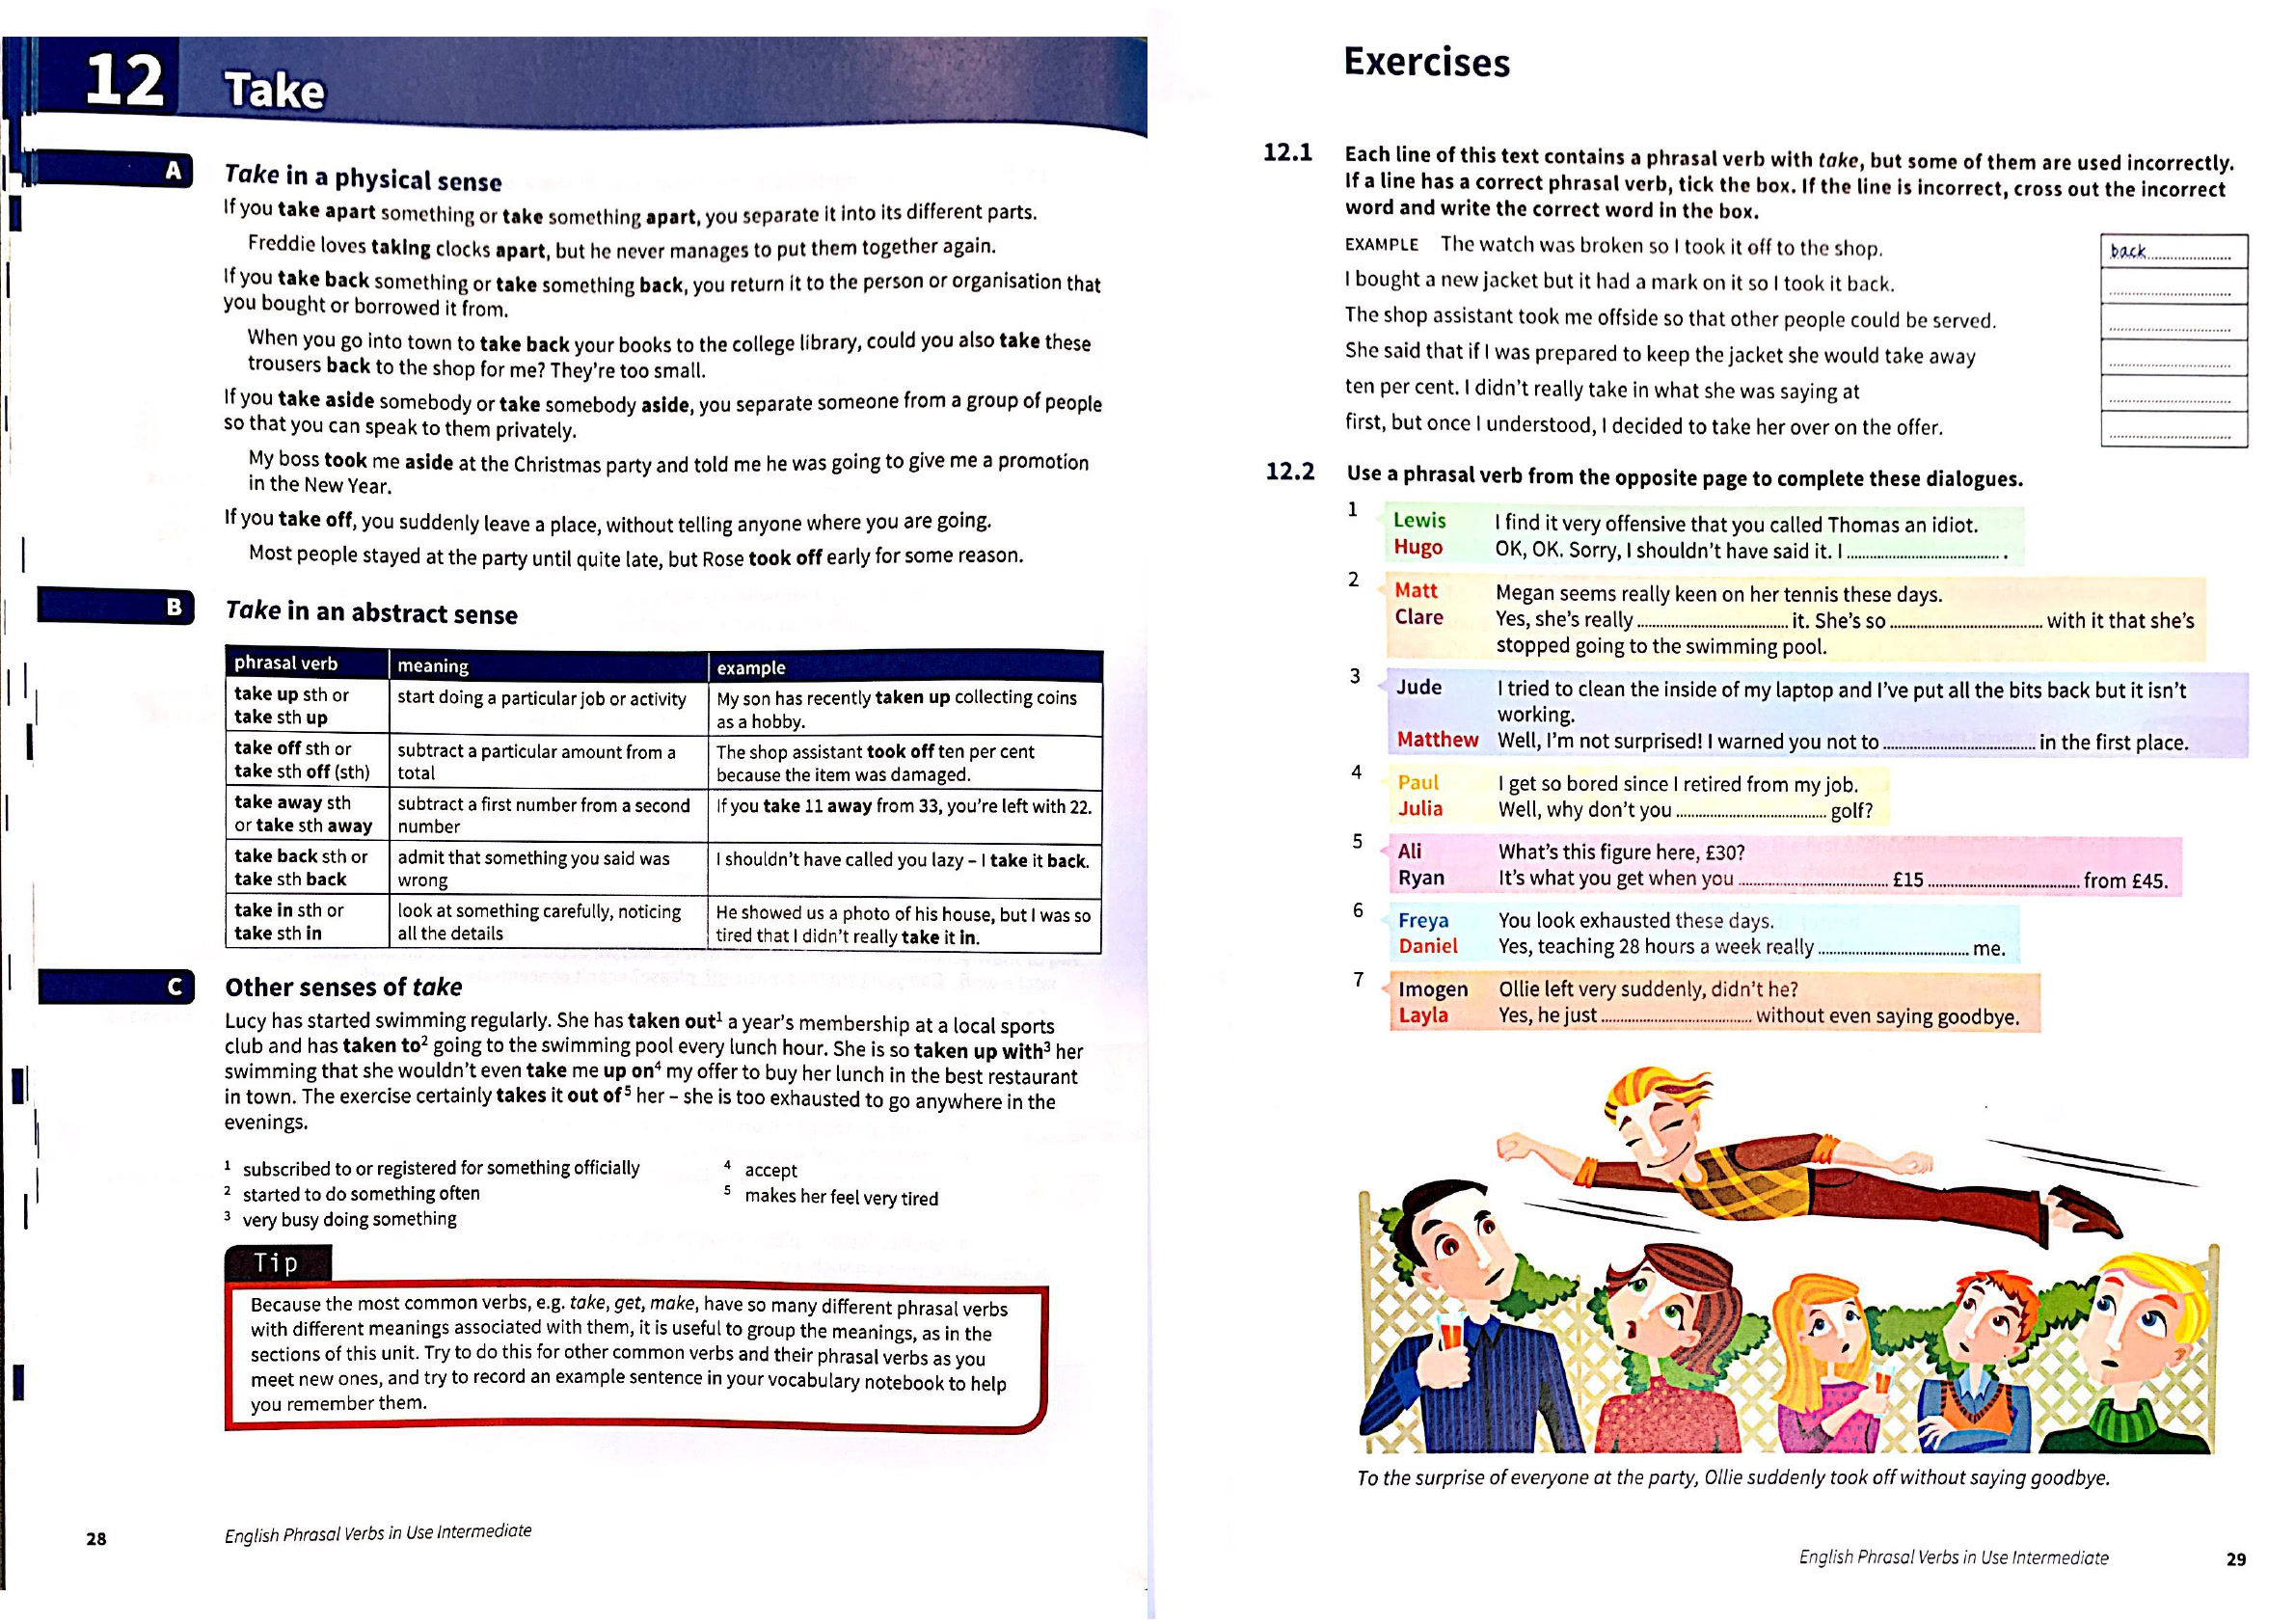 12
Take
A
Take in a physical sense
If you take apart something or take something apart, you separate it into its different parts.
Freddie loves taking clocks apart, but he never manages to put them together again.
If you take back something or take something back, you return it to the person or organisation that
you bought or borrowed it from.
When you go into town to take back your books to the college library, could you also take these
trousers back to the shop for me? They're too small.
If you take aside somebody or take somebody aside, you separate someone from a group of people
so that you can speak to them privately.
My boss took me aside at the Christmas party and told me he was going to give me a promotion
in the New Year.
If you take off, you suddenly leave a place, without telling anyone where you are going.
Most people stayed at the party until quite late, but Rose took off early for some reason.
B
Take in an abstract sense
phrasal verb meaning example
take up sth or start doing a particular job or activity My son has recently taken up collecting coins
take sth up as a hobby.
take off sth or subtract a particular amount from a The shop assistant took off ten per cent
take sth off (sth) total because the item was damaged.
take away sth subtract a first number from a second If you take 11 away from 33, you're left with 22.
or take sth away number
take back sth or admit that something you said was I shouldn't have called you lazy – I take it back.
take sth back wrong
take in sth or look at something carefully, noticing He showed us a photo of his house, but I was so
take sth in all the details tired that I didn't really take it in.
C
Other senses of take
Lucy has started swimming regularly. She has taken out¹ a year's membership at a local sports
club and has taken to² going to the swimming pool every lunch hour. She is so taken up with³ her
swimming that she wouldn't even take me up on⁴ my offer to buy her lunch in the best restaurant
in town. The exercise certainly takes it out of⁵ her – she is too exhausted to go anywhere in the
evenings.
¹ subscribed to or registered for something officially
² started to do something often
³ very busy doing something
⁴ accept
⁵ makes her feel very tired
Tip
Because the most common verbs, e.g. take, get, make, have so many different phrasal verbs
with different meanings associated with them, it is useful to group the meanings, as in the
sections of this unit. Try to do this for other common verbs and their phrasal verbs as you
meet new ones, and try to record an example sentence in your vocabulary notebook to help
you remember them.
28 English Phrasal Verbs in Use Intermediate
Exercises
12.1 Each line of this text contains a phrasal verb with take, but some of them are used incorrectly.
If a line has a correct phrasal verb, tick the box. If the line is incorrect, cross out the incorrect
word and write the correct word in the box.
EXAMPLE The watch was broken so I took it off to the shop. back
I bought a new jacket but it had a mark on it so I took it back.
The shop assistant took me offside so that other people could be served.
She said that if I was prepared to keep the jacket she would take away
ten per cent. I didn't really take in what she was saying at
first, but once I understood, I decided to take her over on the offer.
12.2 Use a phrasal verb from the opposite page to complete these dialogues.
1 Lewis I find it very offensive that you called Thomas an idiot.
Hugo OK, OK. Sorry, I shouldn't have said it. I .................... .
2 Matt Megan seems really keen on her tennis these days.
Clare Yes, she's really .................... it. She's so .................... with it that she's
stopped going to the swimming pool.
3 Jude I tried to clean the inside of my laptop and I've put all the bits back but it isn't
working.
Matthew Well, I'm not surprised! I warned you not to .................... in the first place.
4 Paul I get so bored since I retired from my job.
Julia Well, why don't you .................... golf?
5 Ali What's this figure here, £30?
Ryan It's what you get when you .................... £15 .................... from £45.
6 Freya You look exhausted these days.
Daniel Yes, teaching 28 hours a week really .................... me.
7 Imogen Ollie left very suddenly, didn't he?
Layla Yes, he just .................... without even saying goodbye.
To the surprise of everyone at the party, Ollie suddenly took off without saying goodbye.
English Phrasal Verbs in Use Intermediate 29